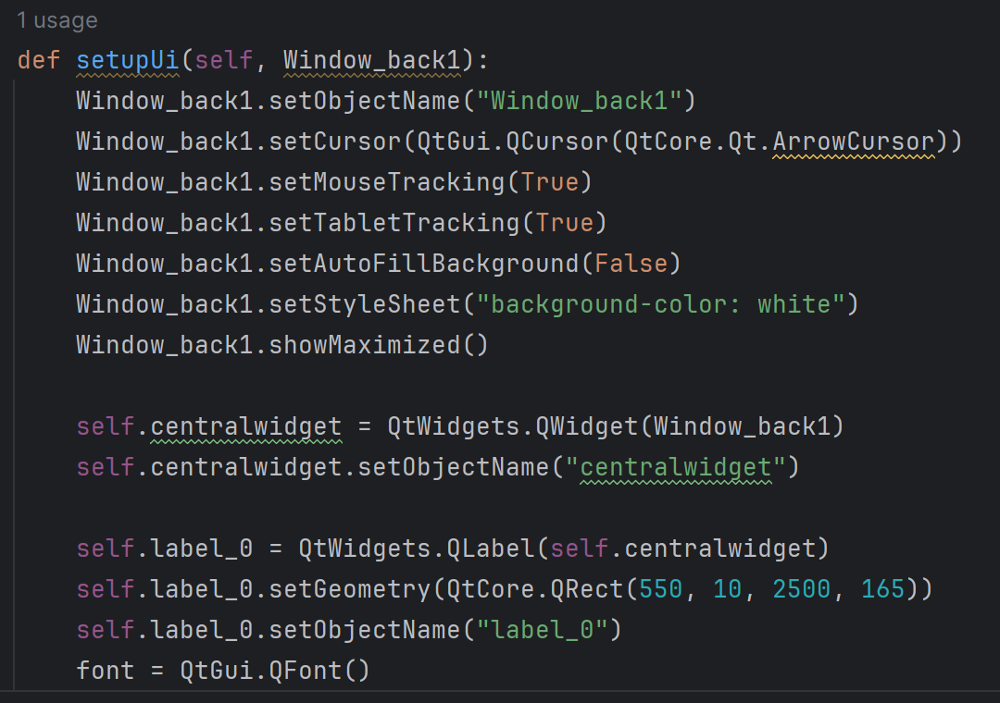 1 usage
def setupUi(self, Window_back1):
    Window_back1.setObjectName("Window_back1")
    Window_back1.setCursor(QtGui.QCursor(QtCore.Qt.ArrowCursor))
    Window_back1.setMouseTracking(True)
    Window_back1.setTabletTracking(True)
    Window_back1.setAutoFillBackground(False)
    Window_back1.setStyleSheet("background-color: white")
    Window_back1.showMaximized()
    self.centralwidget = QtWidgets.QWidget(Window_back1)
    self.centralwidget.setObjectName("centralwidget")
    self.label_0 = QtWidgets.QLabel(self.centralwidget)
    self.label_0.setGeometry(QtCore.QRect(550, 10, 2500, 165))
    self.label_0.setObjectName("label_0")
    font = QtGui.QFont()